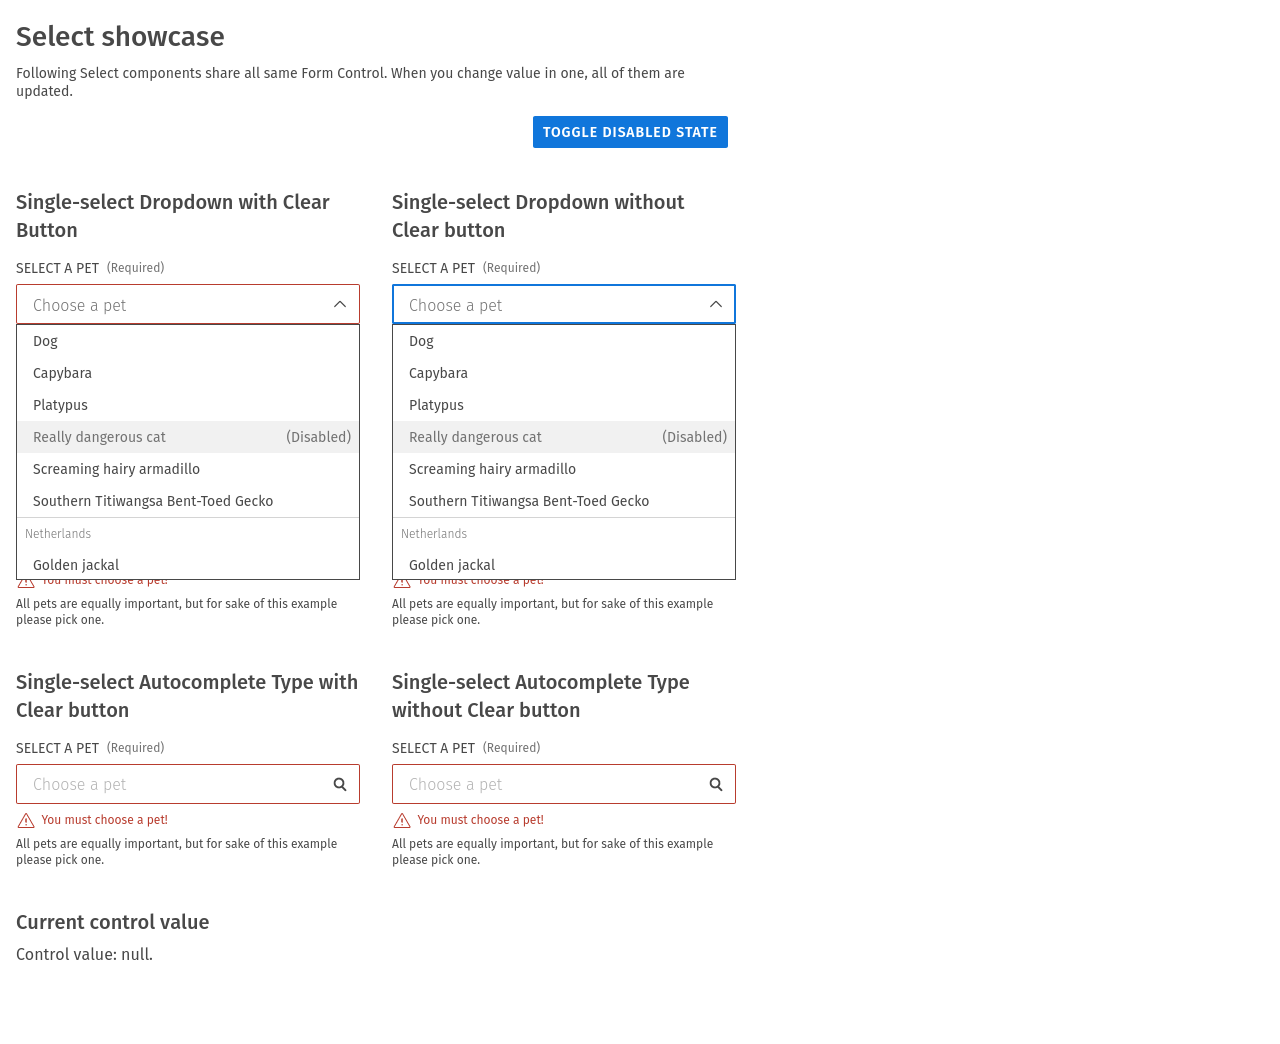 Select showcase
Following Select components share all same Form Control. When you change value in one, all of them are
updated.
TOGGLE DISABLED STATE
Single-select Dropdown with Clear
Button
SELECT A PET (Required)
Choose a pet
Dog
Capybara
Platypus
Really dangerous cat (Disabled)
Screaming hairy armadillo
Southern Titiwangsa Bent-Toed Gecko
Netherlands
Golden jackal
You must choose a pet!
All pets are equally important, but for sake of this example
please pick one.
Single-select Dropdown without
Clear button
SELECT A PET (Required)
Choose a pet
Dog
Capybara
Platypus
Really dangerous cat (Disabled)
Screaming hairy armadillo
Southern Titiwangsa Bent-Toed Gecko
Netherlands
Golden jackal
You must choose a pet!
All pets are equally important, but for sake of this example
please pick one.
Single-select Autocomplete Type with
Clear button
SELECT A PET (Required)
Choose a pet
You must choose a pet!
All pets are equally important, but for sake of this example
please pick one.
Single-select Autocomplete Type
without Clear button
SELECT A PET (Required)
Choose a pet
You must choose a pet!
All pets are equally important, but for sake of this example
please pick one.
Current control value
Control value: null.